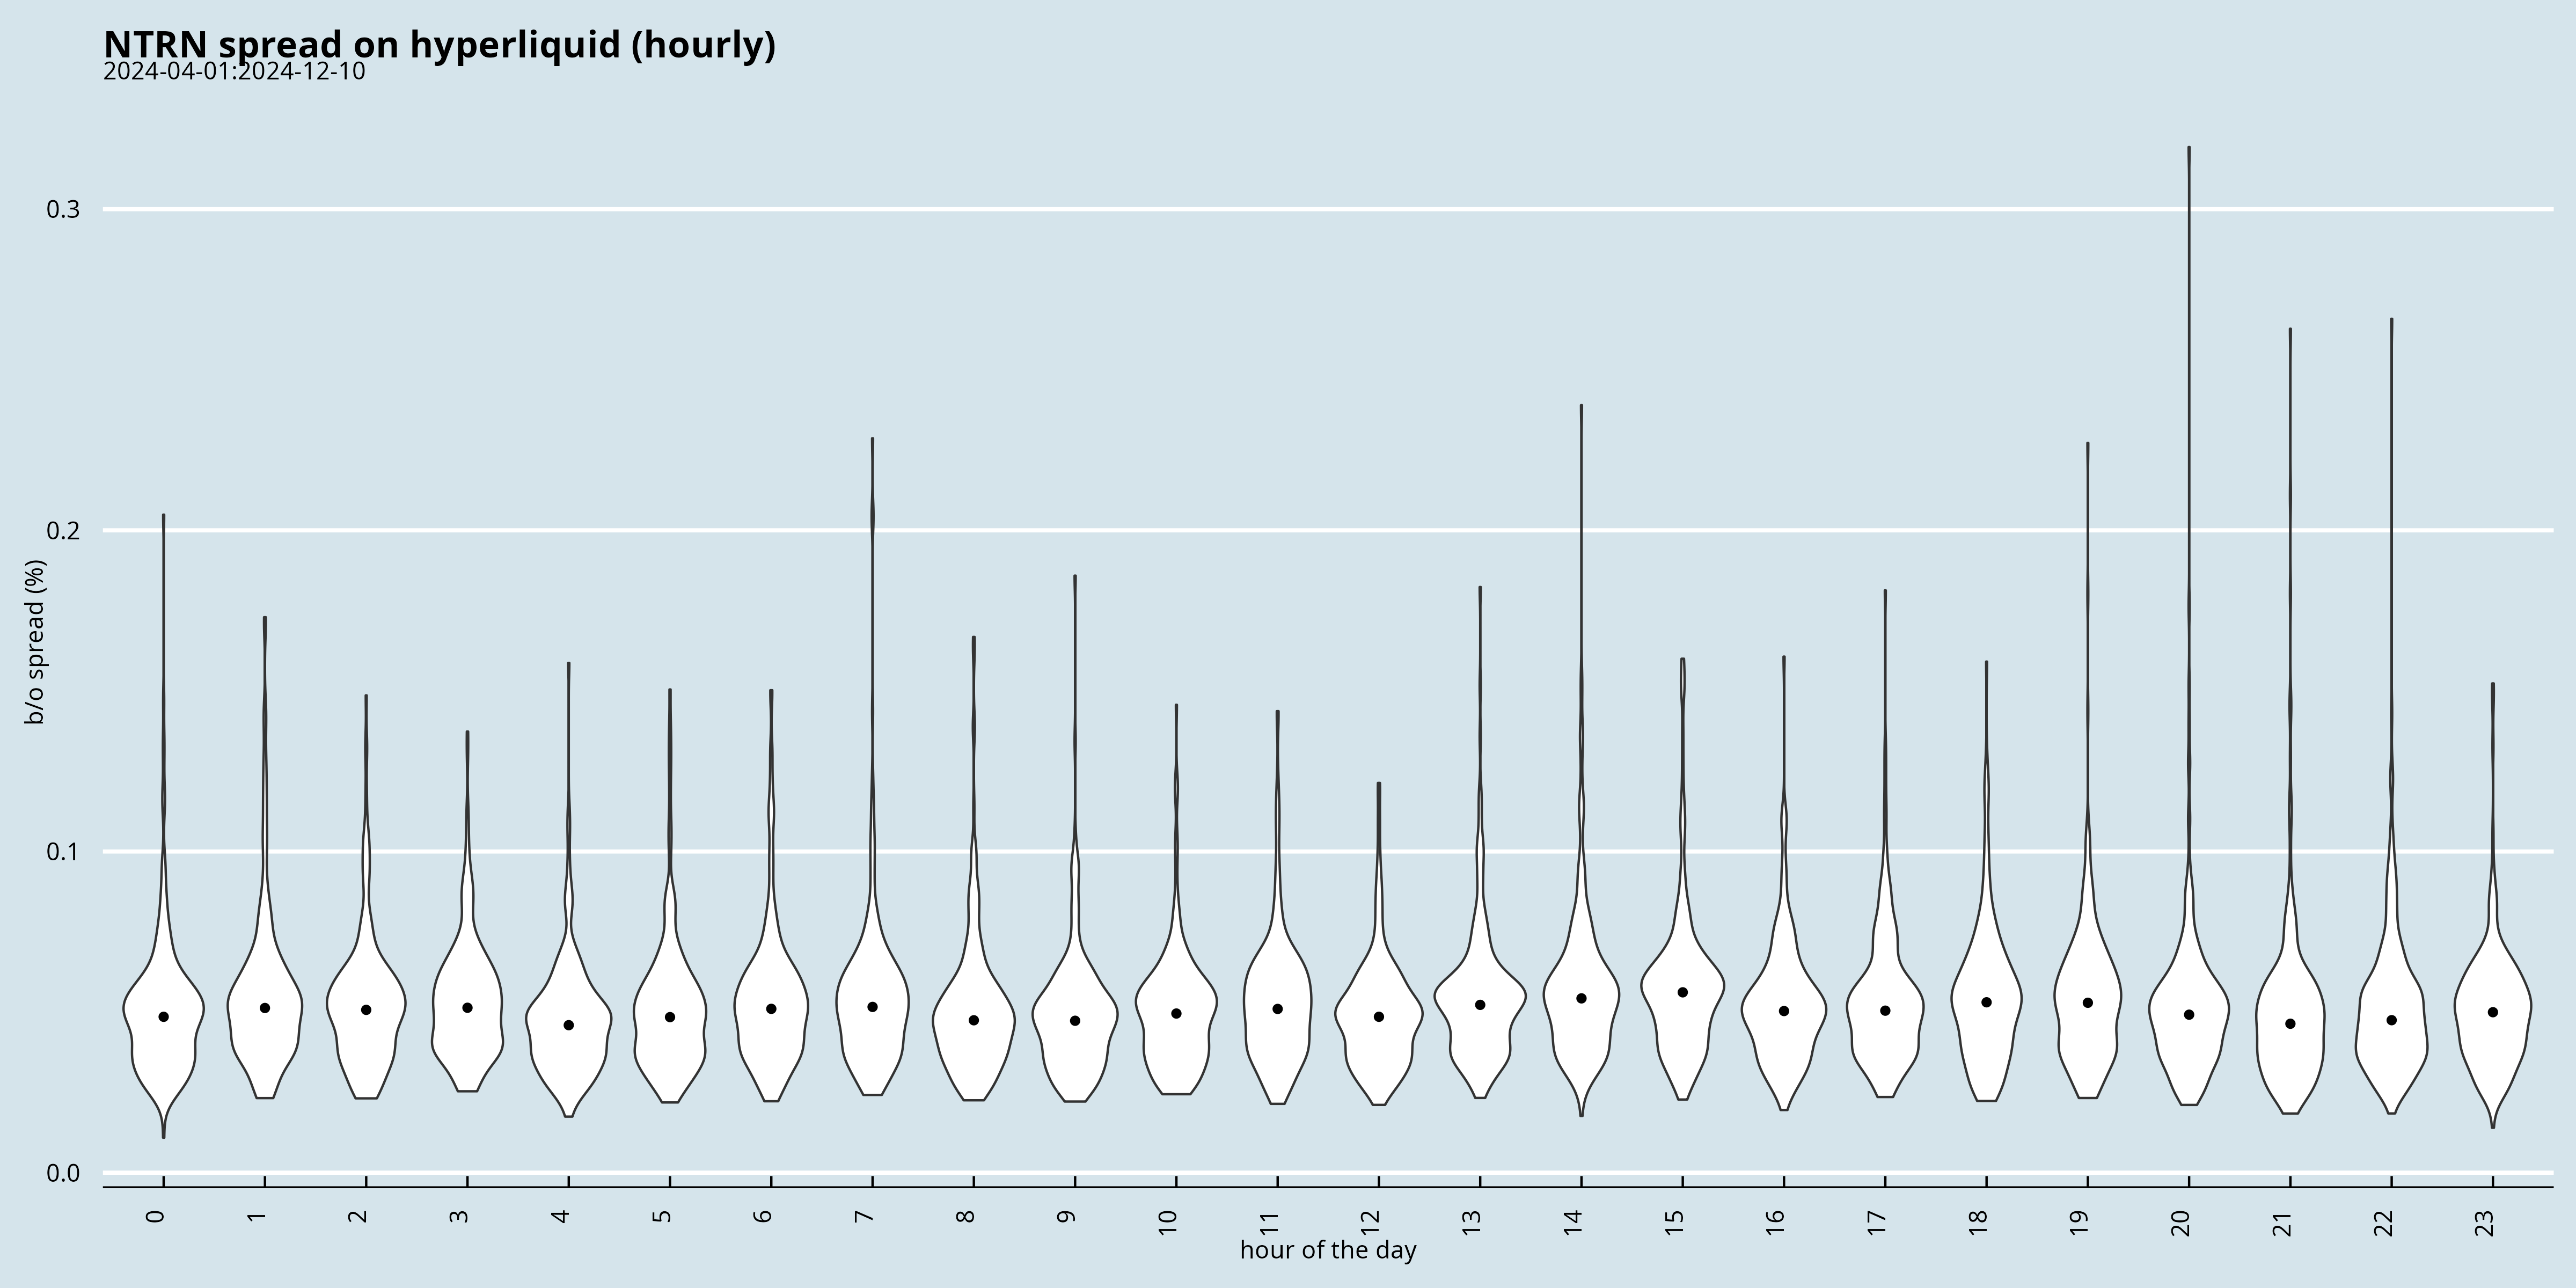 NTRN spread on hyperliquid (hourly)
2024-04-01:2024-12-10
b/o spread (%)
0.3
0.2
0.1
0.0
0 1 2 3 4 5 6 7 8 9 10 11 12 13 14 15 16 17 18 19 20 21 22 23
hour of the day